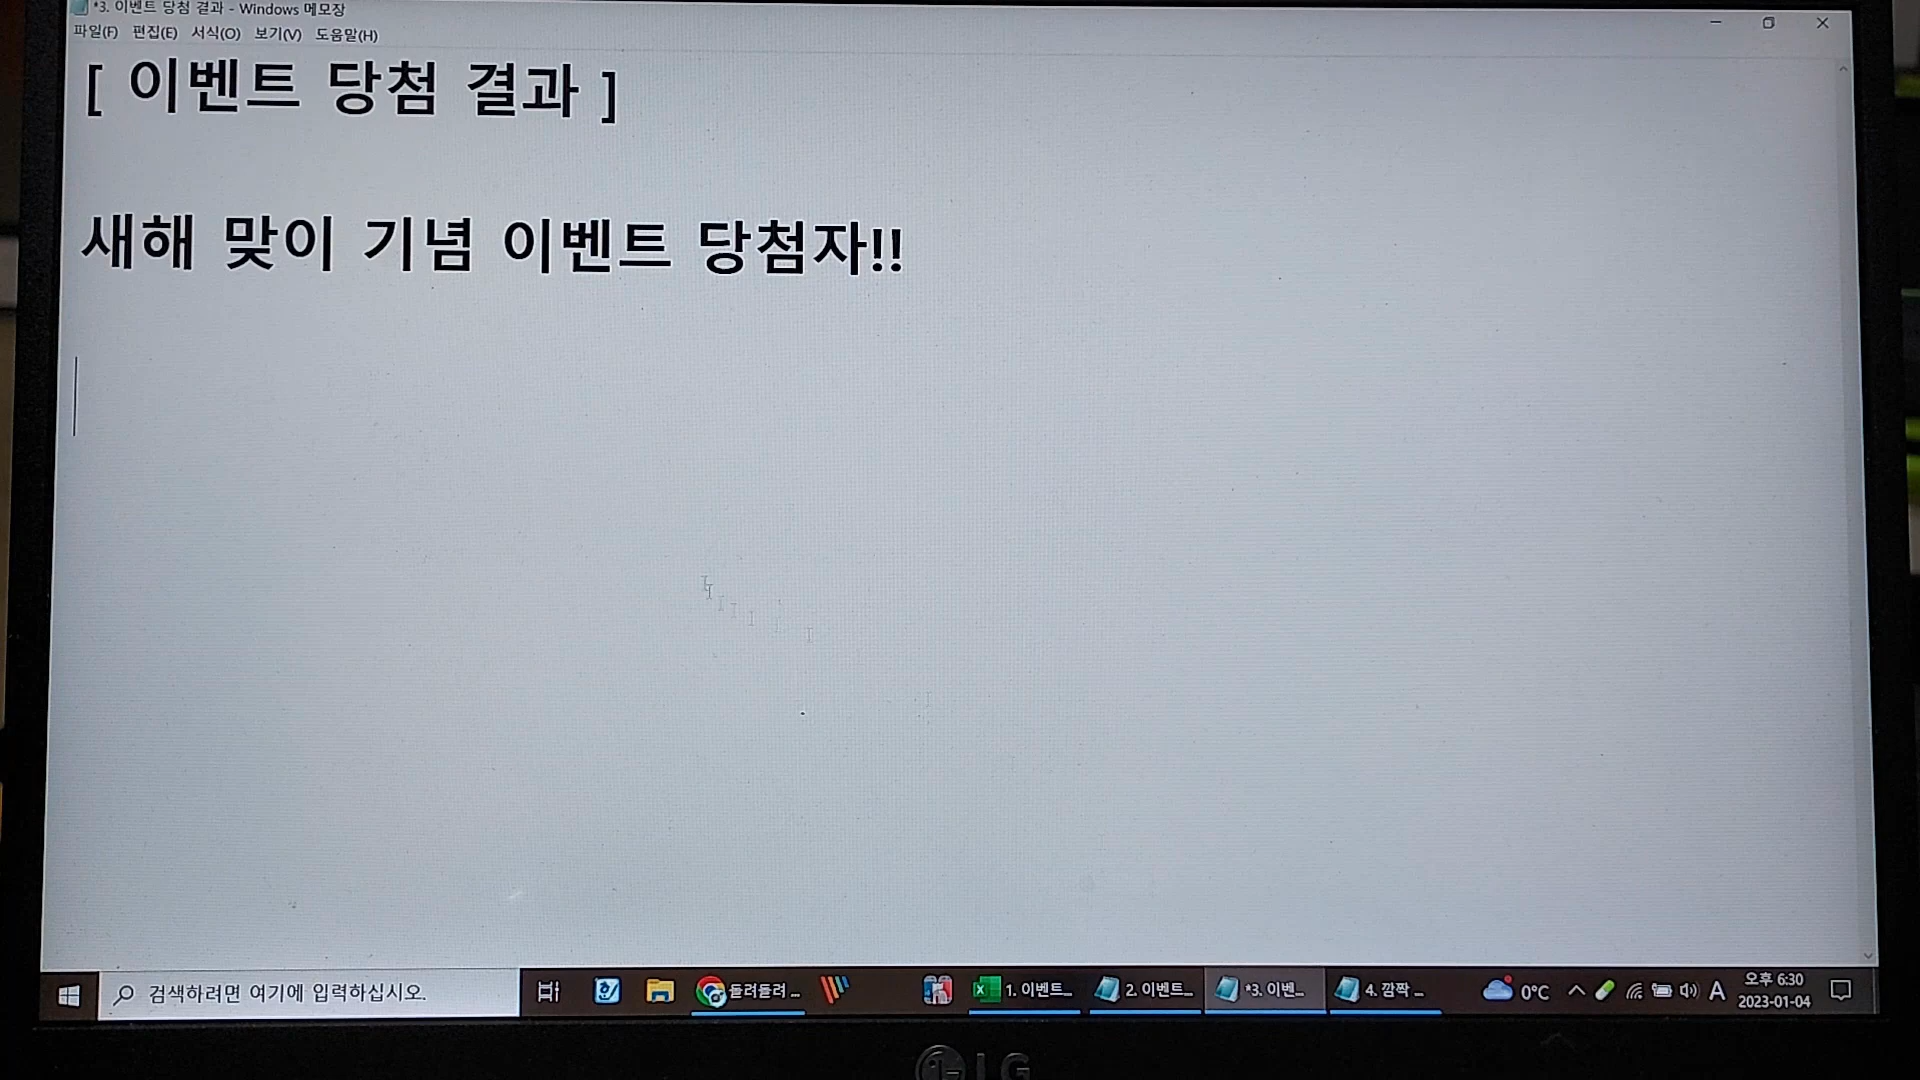 *3. 이벤트 당첨 결과 - Windows 메모장
파일(F) 편집(E) 서식(O) 보기(V) 도움말(H)
[ 이벤트 당첨 결과 ]
새해 맞이 기념 이벤트 당첨자!!
검색하려면 여기에 입력하십시오.
돌려돌려 ...
1. 이벤트...
2. 이벤트...
*3. 이벤...
4. 깜짝 ...
0°C
A
오후 6:30
2023-01-04
LG